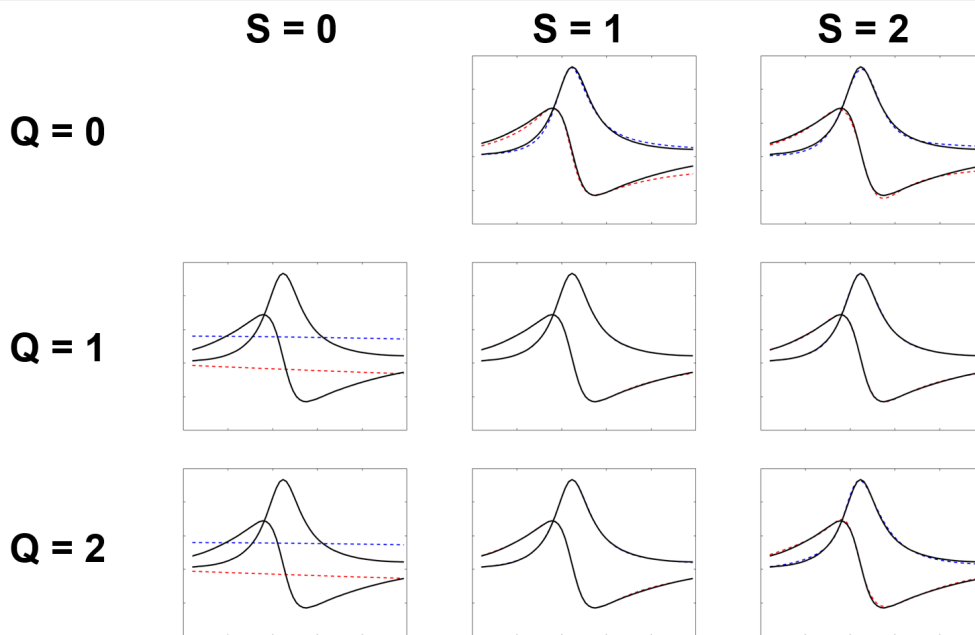 S = 0 S = 1 S = 2
Q = 0
Q = 1
Q = 2